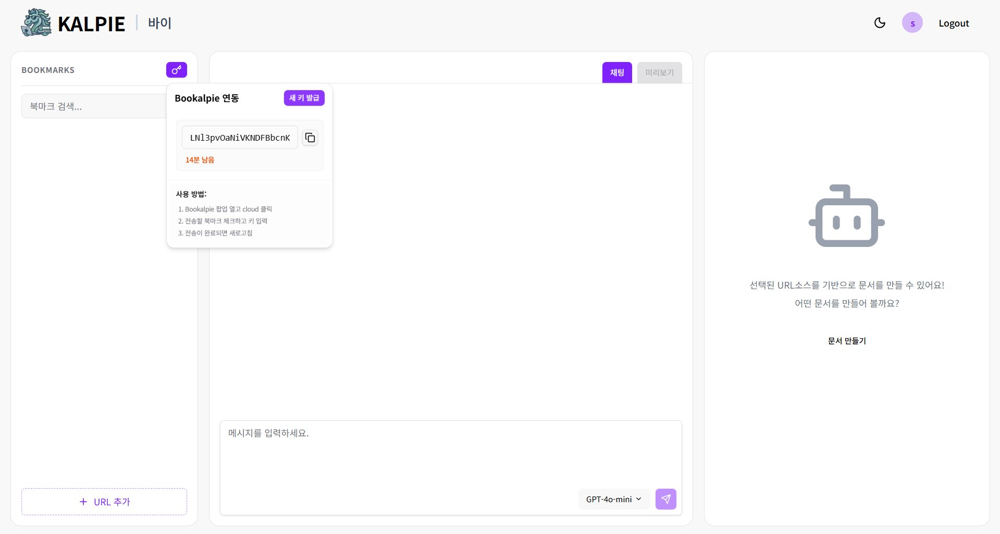 KALPIE
바이
s
Logout
BOOKMARKS
북마크 검색...
Bookalpie 연동
새 키 발급
LNl3pvOaNiVKNDFBbcnK
14분 남음
사용 방법:
1. Bookalpie 팝업 열고 cloud 클릭
2. 전송할 북마크 체크하고 키 입력
3. 전송이 완료되면 새로고침
URL 추가
채팅
미리보기
메시지를 입력하세요.
GPT-4o-mini
선택된 URL소스를 기반으로 문서를 만들 수 있어요!
어떤 문서를 만들어 볼까요?
문서 만들기